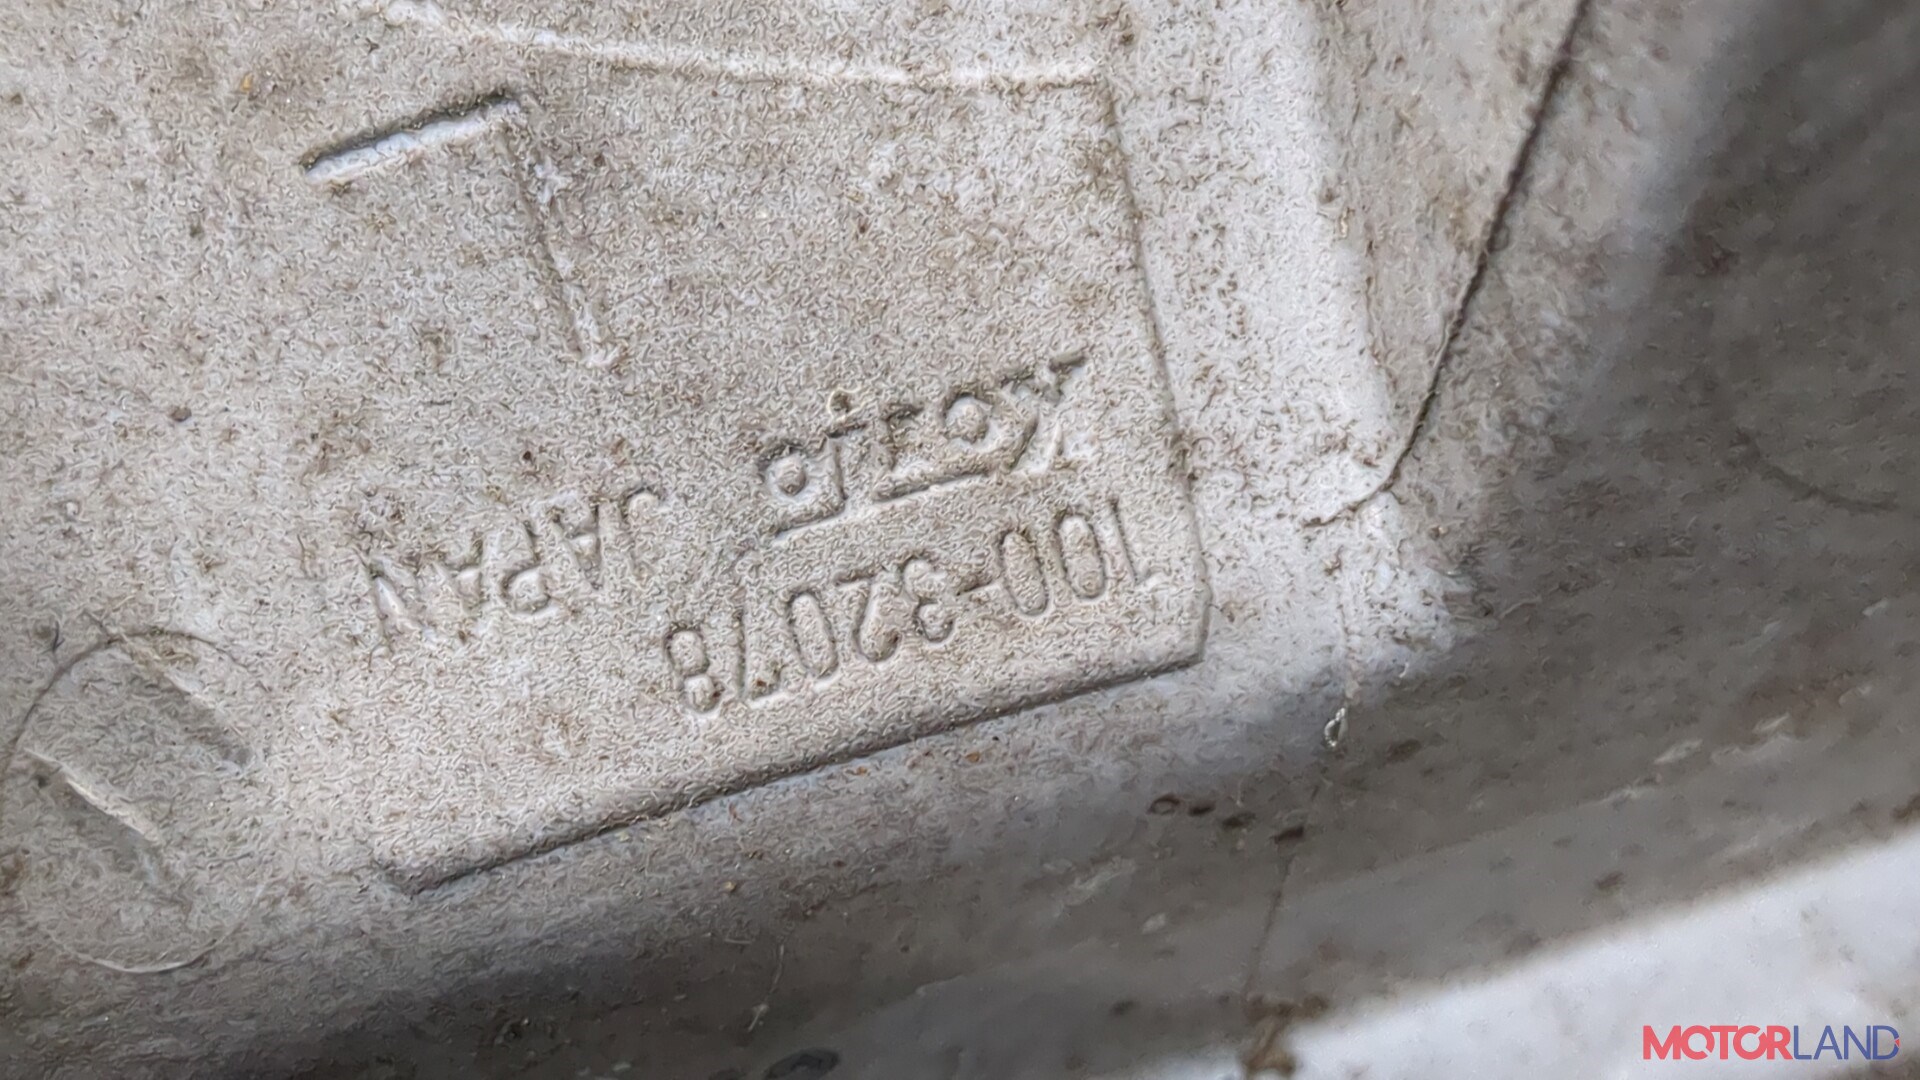 100-32078
KOITO JAPAN
L
MOTORLAND